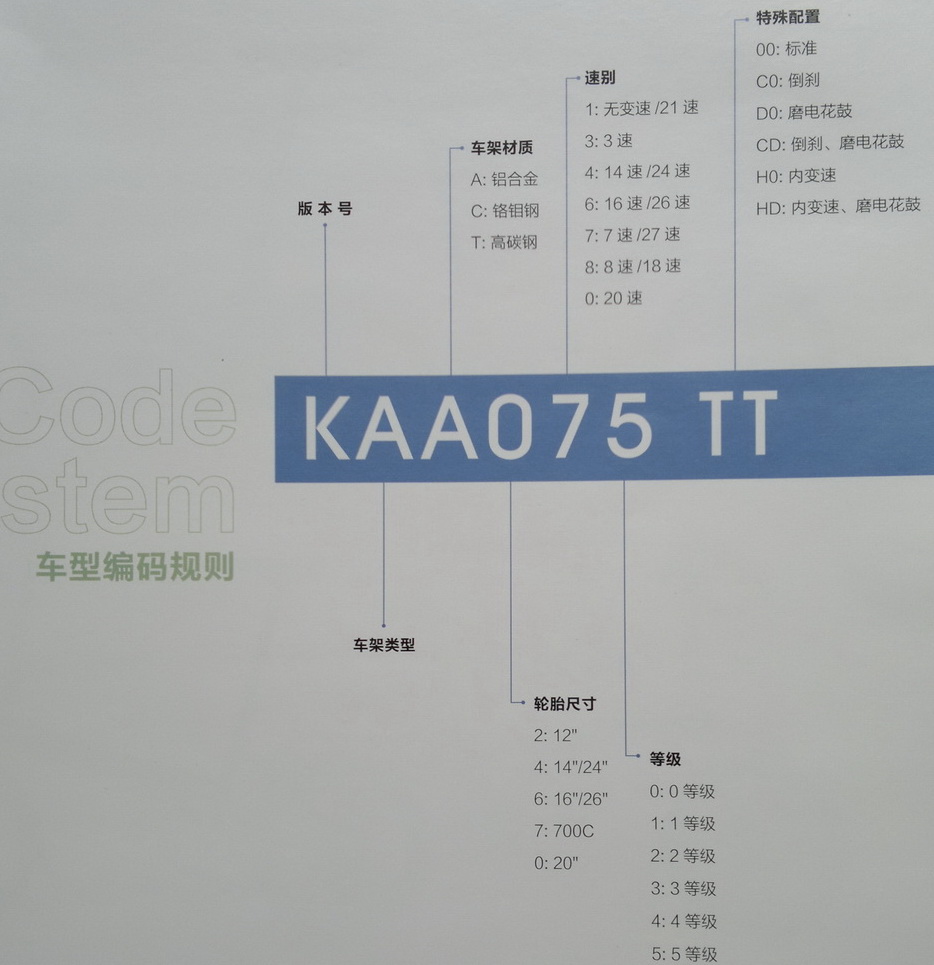 特殊配置
00: 标准
C0: 倒刹
D0: 磨电花鼓
CD: 倒刹、磨电花鼓
H0: 内变速
HD: 内变速、磨电花鼓
速别
1: 无变速 /21 速
3: 3 速
4: 14 速 /24 速
6: 16 速 /26 速
7: 7 速 /27 速
8: 8 速 /18 速
0: 20 速
车架材质
A: 铝合金
C: 铬钼钢
T: 高碳钢
版本号
Code
stem
车型编码规则
KAA075 TT
车架类型
轮胎尺寸
2: 12"
4: 14"/24"
6: 16"/26"
7: 700C
0: 20"
等级
0: 0 等级
1: 1 等级
2: 2 等级
3: 3 等级
4: 4 等级
5: 5 等级